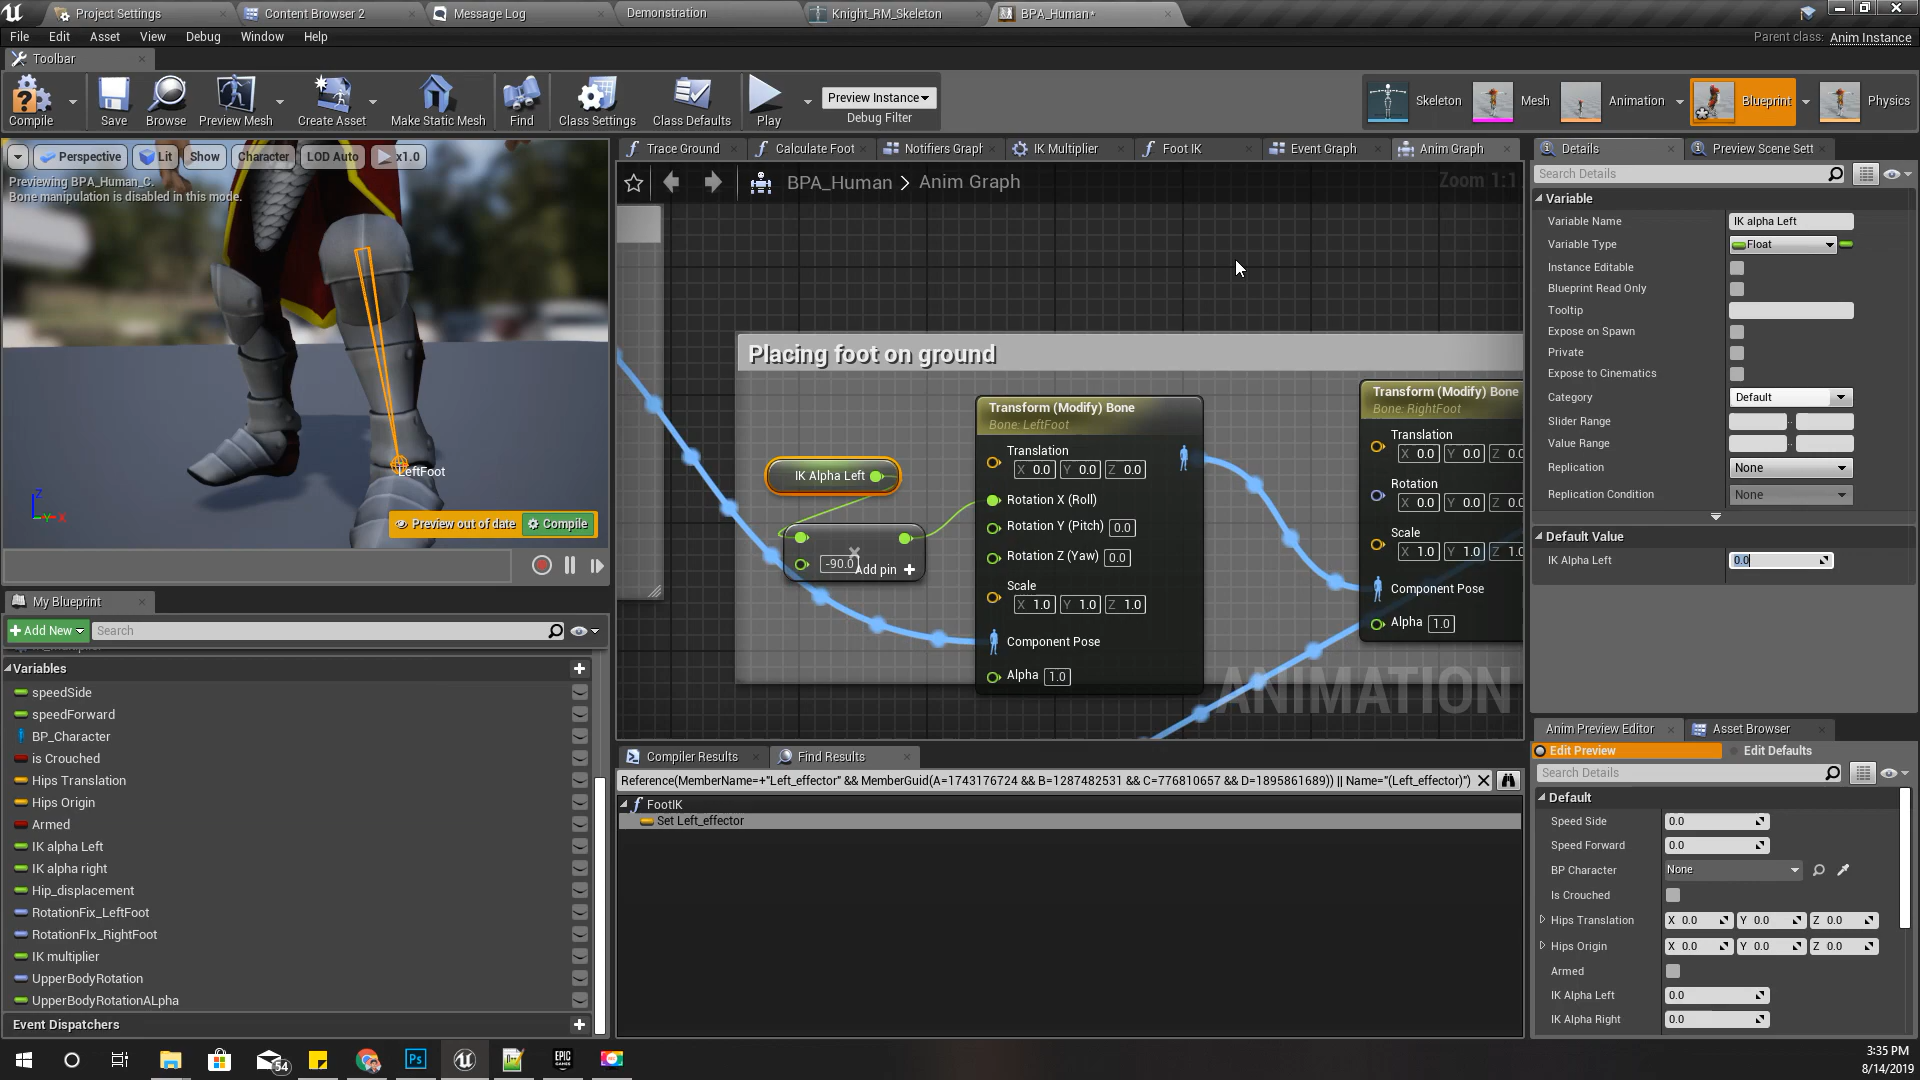 Project Settings
Content Browser 2
Message Log
Demonstration
Knight_RM_Skeleton
BPA_Human*
File Edit Asset View Debug Window Help
Parent class: Anim Instance
Toolbar
Compile
Save
Browse
Preview Mesh
Create Asset
Make Static Mesh
Find
Class Settings
Class Defaults
Play
Preview Instance
Debug Filter
Skeleton
Mesh
Animation
Blueprint
Physics
Perspective
Lit
Show
Character
LOD Auto
x1.0
Previewing BPA_Human_C.
Bone manipulation is disabled in this mode.
LeftFoot
Z
Y X
Preview out of date
Compile
Trace Ground
Calculate Foot
Notifiers Graph
IK Multiplier
Foot IK
Event Graph
Anim Graph
BPA_Human > Anim Graph
Zoom 1:1
Placing foot on ground
IK Alpha Left
-90.0
Add pin +
Transform (Modify) Bone
Bone: LeftFoot
Translation
X 0.0 Y 0.0 Z 0.0
Rotation X (Roll)
Rotation Y (Pitch) 0.0
Rotation Z (Yaw) 0.0
Scale
X 1.0 Y 1.0 Z 1.0
Component Pose
Alpha 1.0
Transform (Modify) Bone
Bone: RightFoot
Translation
X 0.0 Y 0.0 Z 0.0
Rotation
X 0.0 Y 0.0 Z 0.0
Scale
X 1.0 Y 1.0 Z 1.0
Component Pose
Alpha 1.0
ANIMATION
My Blueprint
Add New
Search
Variables
speedSide
speedForward
BP_Character
is Crouched
Hips Translation
Hips Origin
Armed
IK alpha Left
IK alpha right
Hip_displacement
RotationFix_LeftFoot
RotationFIx_RightFoot
IK multiplier
UpperBodyRotation
UpperBodyRotationALpha
Event Dispatchers
Compiler Results
Find Results
Reference(MemberName=+"Left_effector" && MemberGuid(A=1743176724 && B=1287482531 && C=776810657 && D=1895861689)) || Name="(Left_effector)")
FootIK
Set Left_effector
Details
Preview Scene Sett
Search Details
Variable
Variable Name IK alpha Left
Variable Type Float
Instance Editable
Blueprint Read Only
Tooltip
Expose on Spawn
Private
Expose to Cinematics
Category Default
Slider Range
Value Range
Replication None
Replication Condition None
Default Value
IK Alpha Left 0.0
Anim Preview Editor
Asset Browser
Edit Preview
Edit Defaults
Search Details
Default
Speed Side 0.0
Speed Forward 0.0
BP Character None
Is Crouched
Hips Translation X 0.0 Y 0.0 Z 0.0
Hips Origin X 0.0 Y 0.0 Z 0.0
Armed
IK Alpha Left 0.0
IK Alpha Right 0.0
54
Ps
EPIC GAMES
3:35 PM
8/14/2019